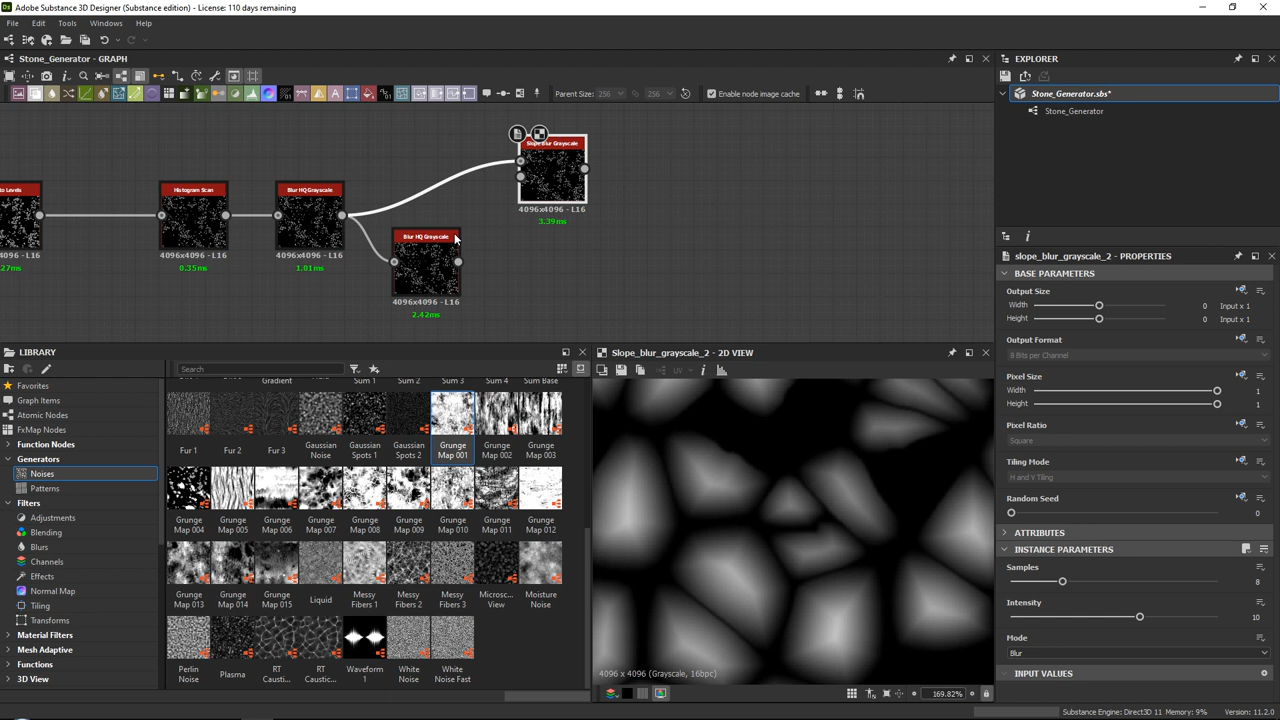 Adobe Substance 3D Designer (Substance edition) - License: 110 days remaining
File Edit Tools Windows Help
Stone_Generator - GRAPH
Parent Size: 256 256 Enable node image cache
to Levels
27ms
Histogram Scan
4096x4096 - L16
0.35ms
Blur HQ Grayscale
4096x4096 - L16
1.01ms
Blur HQ Grayscale
4096x4096 - L16
2.42ms
Slope Blur Grayscale
4096x4096 - L16
3.39ms
EXPLORER
Stone_Generator.sbs*
Stone_Generator
slope_blur_grayscale_2 - PROPERTIES
BASE PARAMETERS
Output Size
Width 0 Input x 1
Height 0 Input x 1
Output Format
8 Bits per Channel
Pixel Size
Width 1
Height 1
Pixel Ratio
Square
Tiling Mode
H and V Tiling
Random Seed
0
ATTRIBUTES
INSTANCE PARAMETERS
Samples
8
Intensity
10
Mode
Blur
INPUT VALUES
LIBRARY
Search
Favorites
Graph Items
Atomic Nodes
FxMap Nodes
Function Nodes
Generators
Noises
Patterns
Filters
Adjustments
Blending
Blurs
Channels
Effects
Normal Map
Tiling
Transforms
Material Filters
Mesh Adaptive
Functions
3D View
Gradient Sum 1 Sum 2 Sum 3 Sum 4 Sum Base
Fur 1 Fur 2 Fur 3 Gaussian Noise Gaussian Spots 1 Gaussian Spots 2 Grunge Map 001 Grunge Map 002 Grunge Map 003
Grunge Map 004 Grunge Map 005 Grunge Map 006 Grunge Map 007 Grunge Map 008 Grunge Map 009 Grunge Map 010 Grunge Map 011 Grunge Map 012
Grunge Map 013 Grunge Map 014 Grunge Map 015 Liquid Messy Fibers 1 Messy Fibers 2 Messy Fibers 3 Microsc... View Moisture Noise
Perlin Noise Plasma RT Causti... RT Causti... Waveform 1 White Noise White Noise Fast
Slope_blur_grayscale_2 - 2D VIEW
UV
4096 x 4096 (Grayscale, 16bpc)
169.82%
Substance Engine: Direct3D 11 Memory: 9% Version: 11.2.0